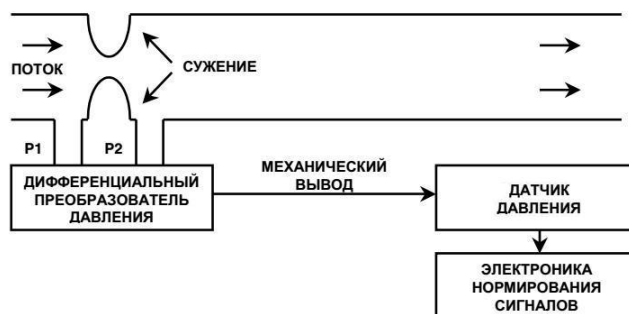 ПОТОК
СУЖЕНИЕ
P1
P2
ДИФФЕРЕНЦИАЛЬНЫЙ
ПРЕОБРАЗОВАТЕЛЬ
ДАВЛЕНИЯ
МЕХАНИЧЕСКИЙ
ВЫВОД
ДАТЧИК
ДАВЛЕНИЯ
ЭЛЕКТРОНИКА
НОРМИРОВАНИЯ
СИГНАЛОВ